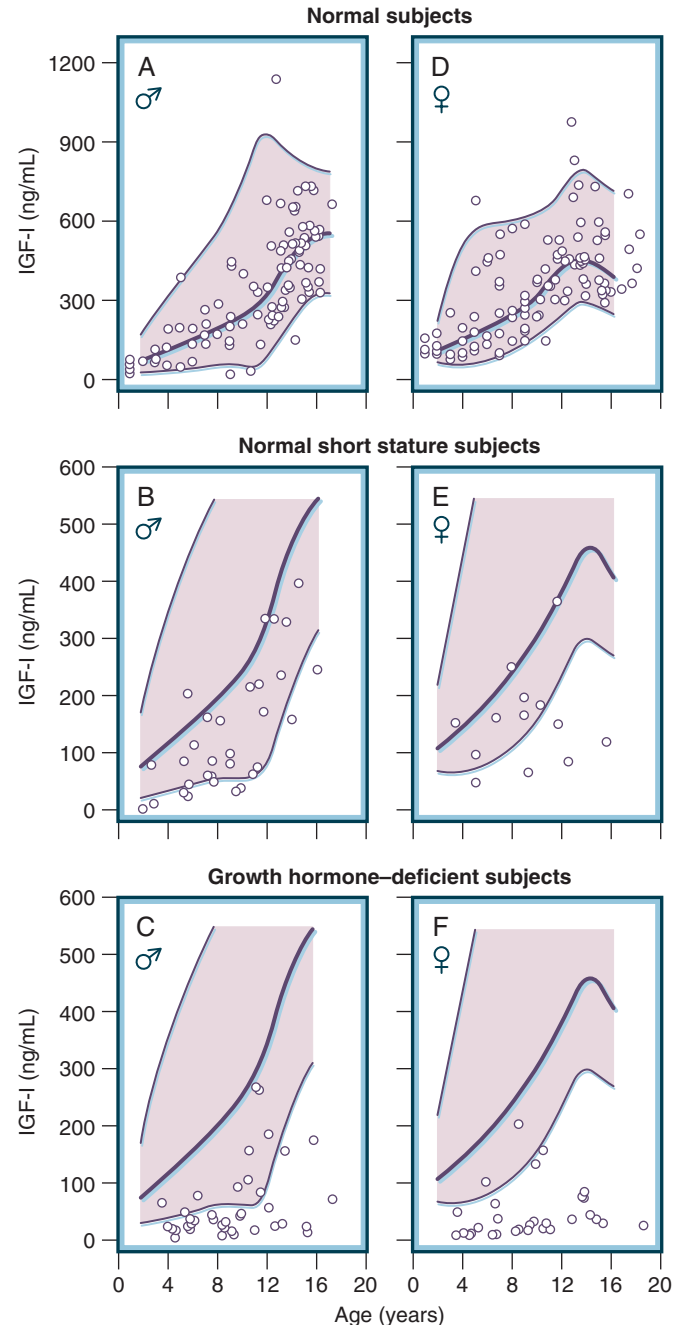 Normal subjects
A
♂
D
♀
1200
900
600
300
0
IGF-I (ng/mL)
Normal short stature subjects
B
♂
E
♀
600
500
400
300
200
100
0
IGF-I (ng/mL)
Growth hormone–deficient subjects
C
♂
F
♀
600
500
400
300
200
100
0
IGF-I (ng/mL)
0 4 8 12 16 20 0 4 8 12 16 20
Age (years)